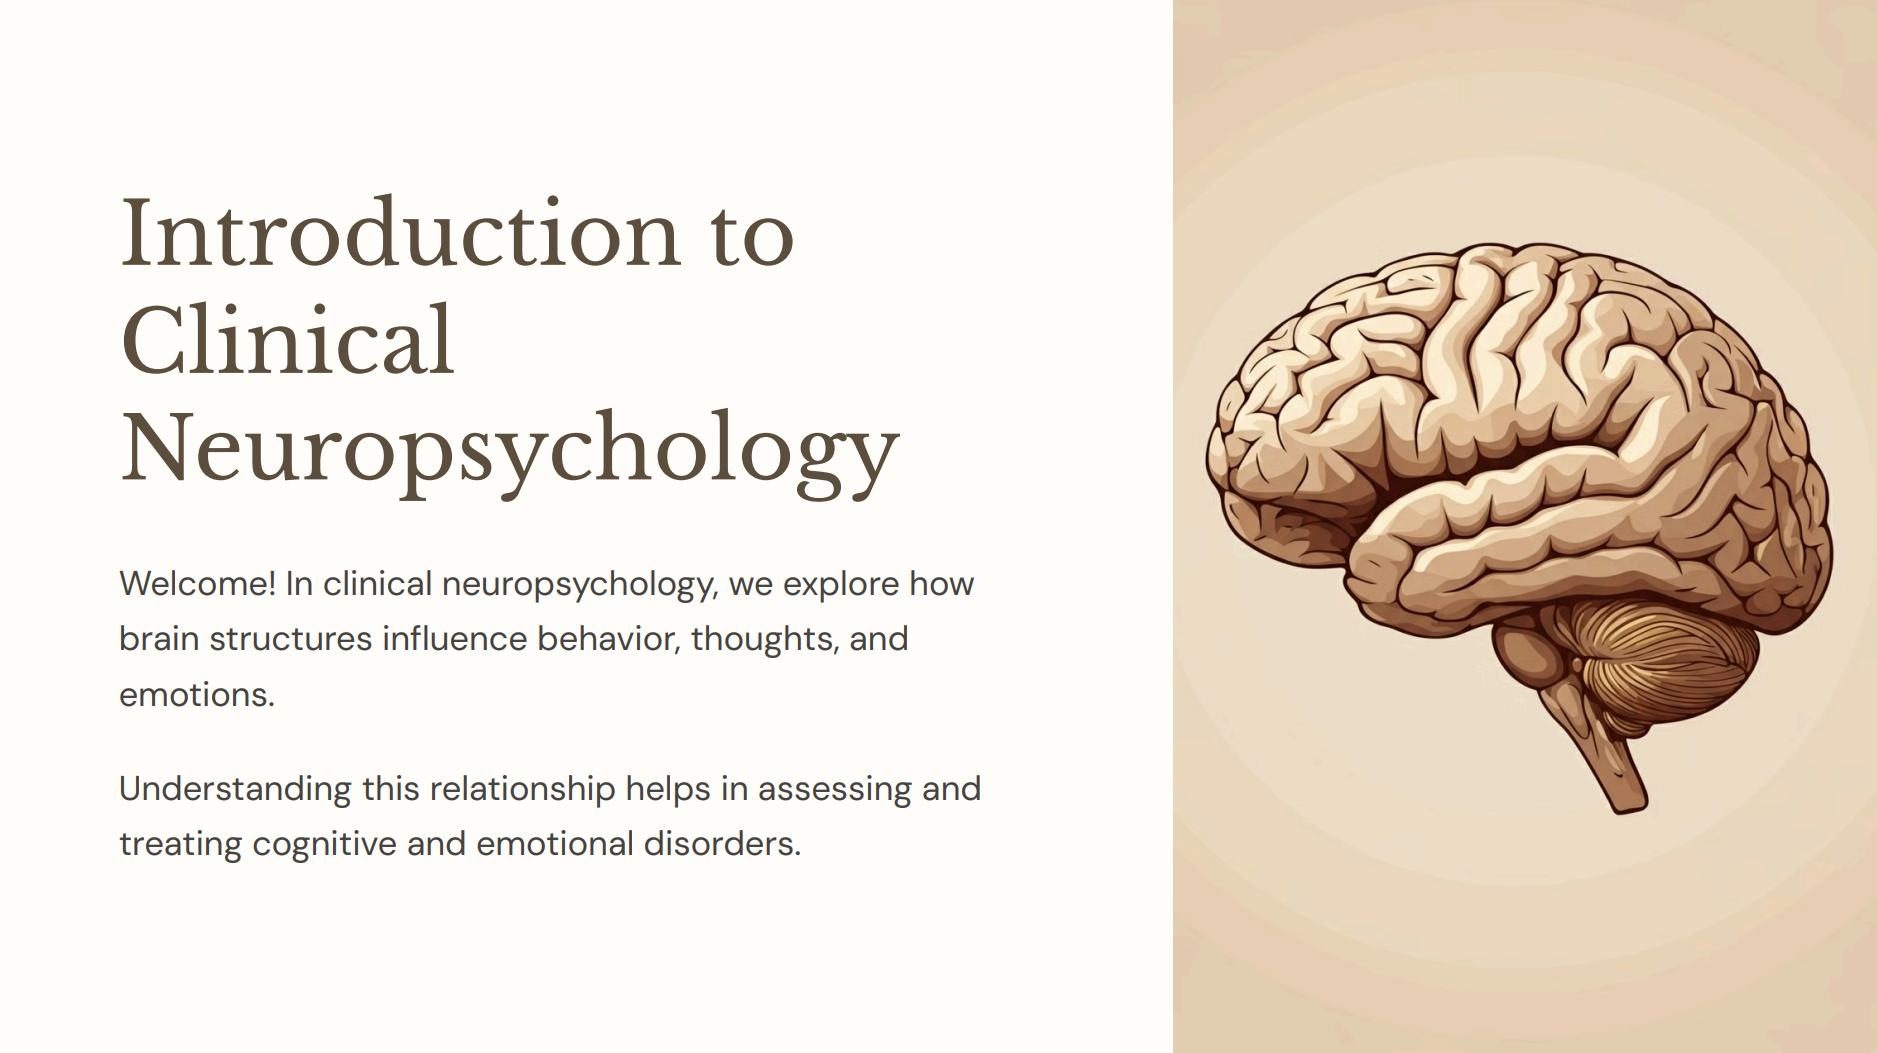 Introduction to
Clinical
Neuropsychology
Welcome! In clinical neuropsychology, we explore how
brain structures influence behavior, thoughts, and
emotions.
Understanding this relationship helps in assessing and
treating cognitive and emotional disorders.